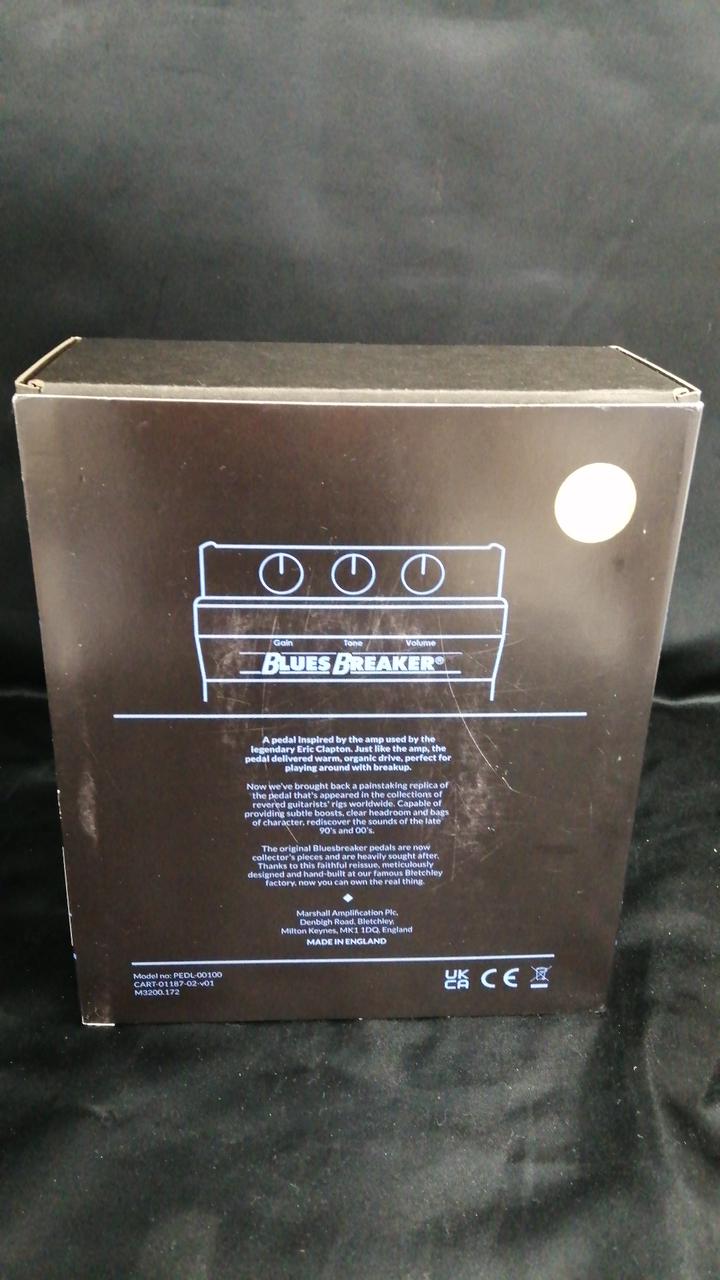 Gain Tone Volume
BLUESBREAKER®
A pedal inspired by the amp used by the
legendary Eric Clapton. Just like the amp, the
pedal delivered warm, organic drive, perfect for
playing around with breakup.
Now we've brought back a painstaking replica of
the pedal that's appeared in the collections of
revered guitarists' rigs worldwide. Capable of
providing subtle boosts, clear headroom and bags
of character, rediscover the sounds of the late
90's and 00's.
The original Bluesbreaker pedals are now
collector's pieces and are heavily sought after.
Thanks to this faithful reissue, meticulously
designed and hand-built at our famous Bletchley
factory, now you can own the real thing.
Marshall Amplification Plc,
Denbigh Road, Bletchley,
Milton Keynes, MK1 1DQ, England
MADE IN ENGLAND
Model no: PEDL-00100
CART-01187-02-v01
M3200.172
UK
CA
CE